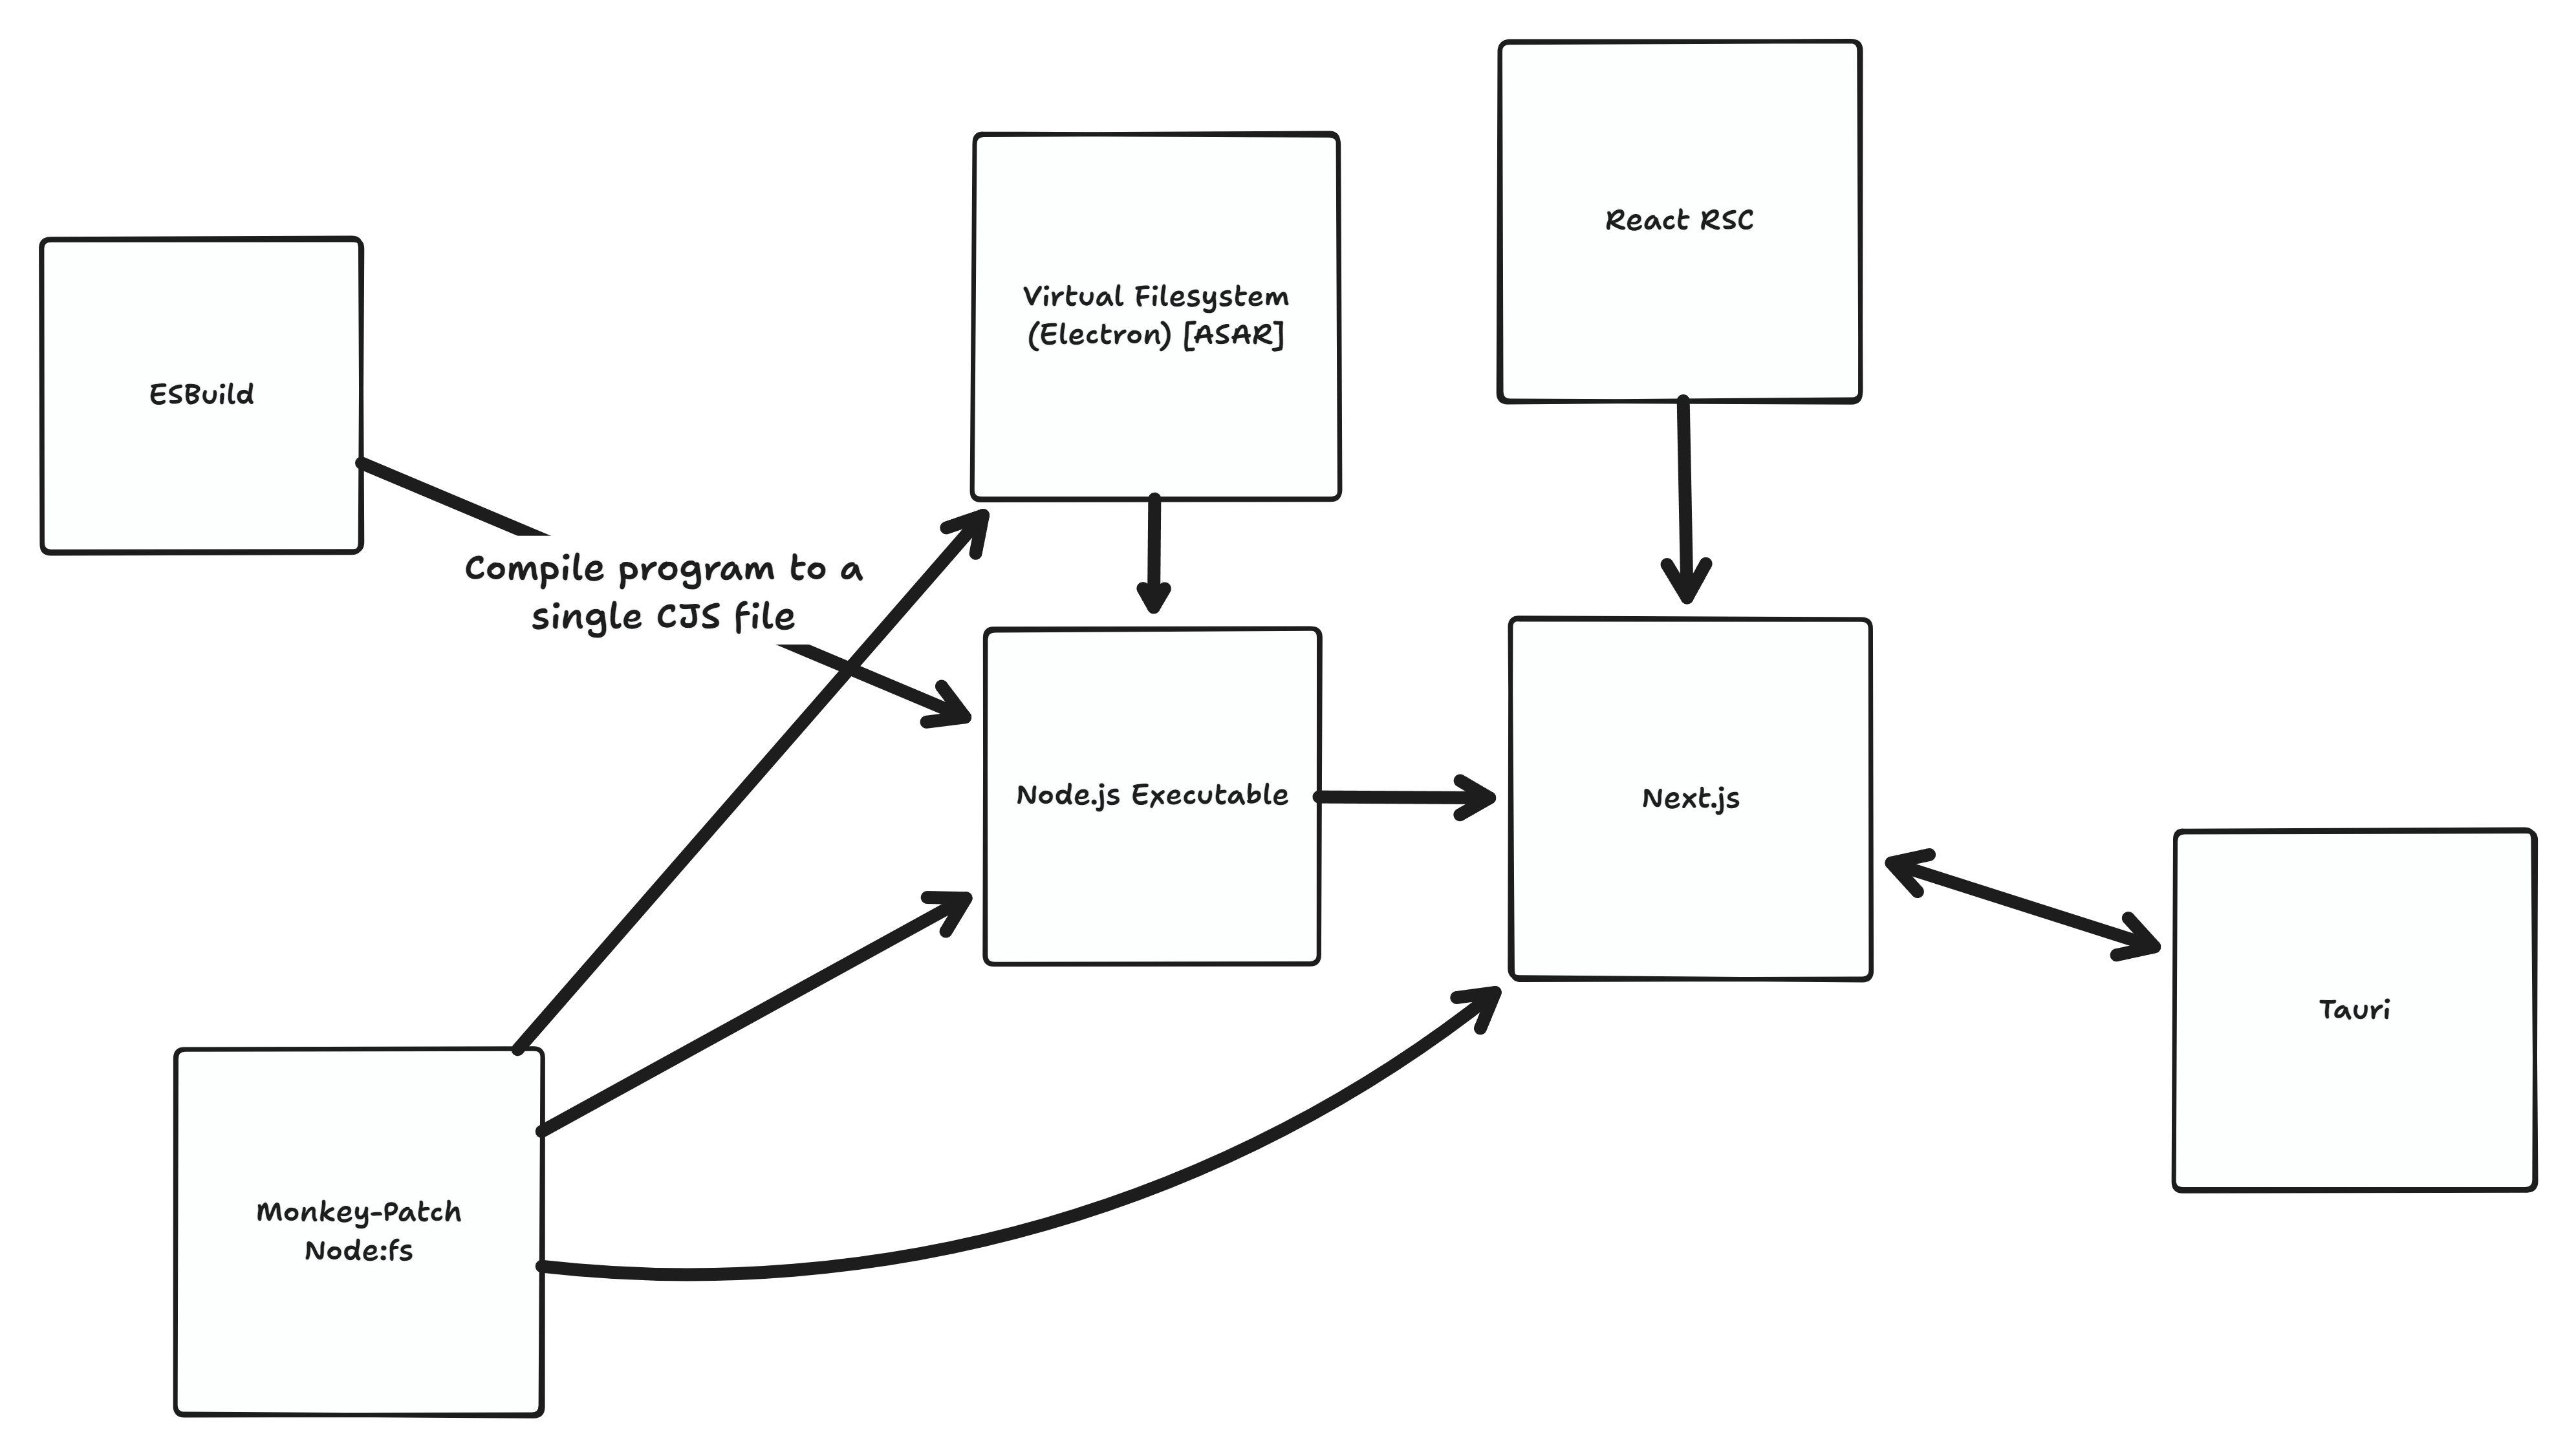 React RSC
Virtual Filesystem
(Electron) [ASAR]
ESBuild
Compile program to a
single CJS file
Node.js Executable
Next.js
Tauri
Monkey-Patch
Node:fs